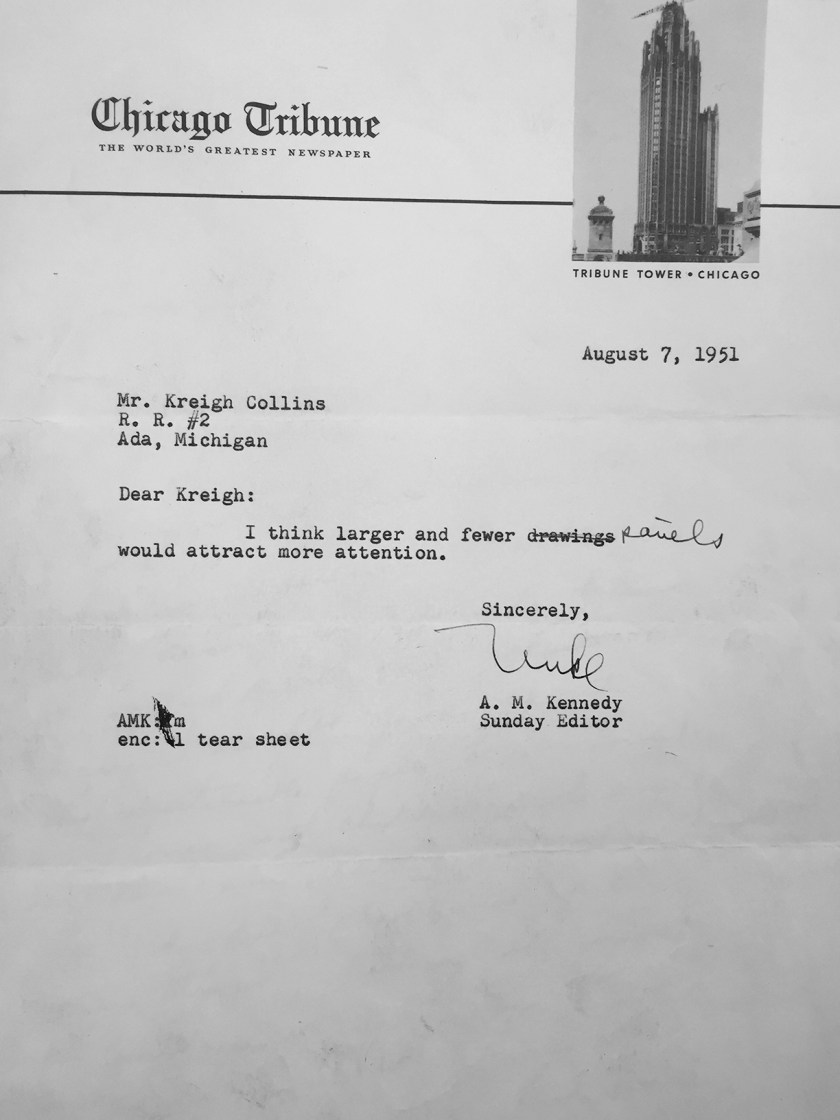 Chicago Tribune
THE WORLD'S GREATEST NEWSPAPER
TRIBUNE TOWER • CHICAGO
August 7, 1951
Mr. Kreigh Collins
R. R. #2
Ada, Michigan
Dear Kreigh:
I think larger and fewer drawings panels
would attract more attention.
Sincerely,
Mike
A. M. Kennedy
Sunday Editor
AMK: m
enc: 1 tear sheet